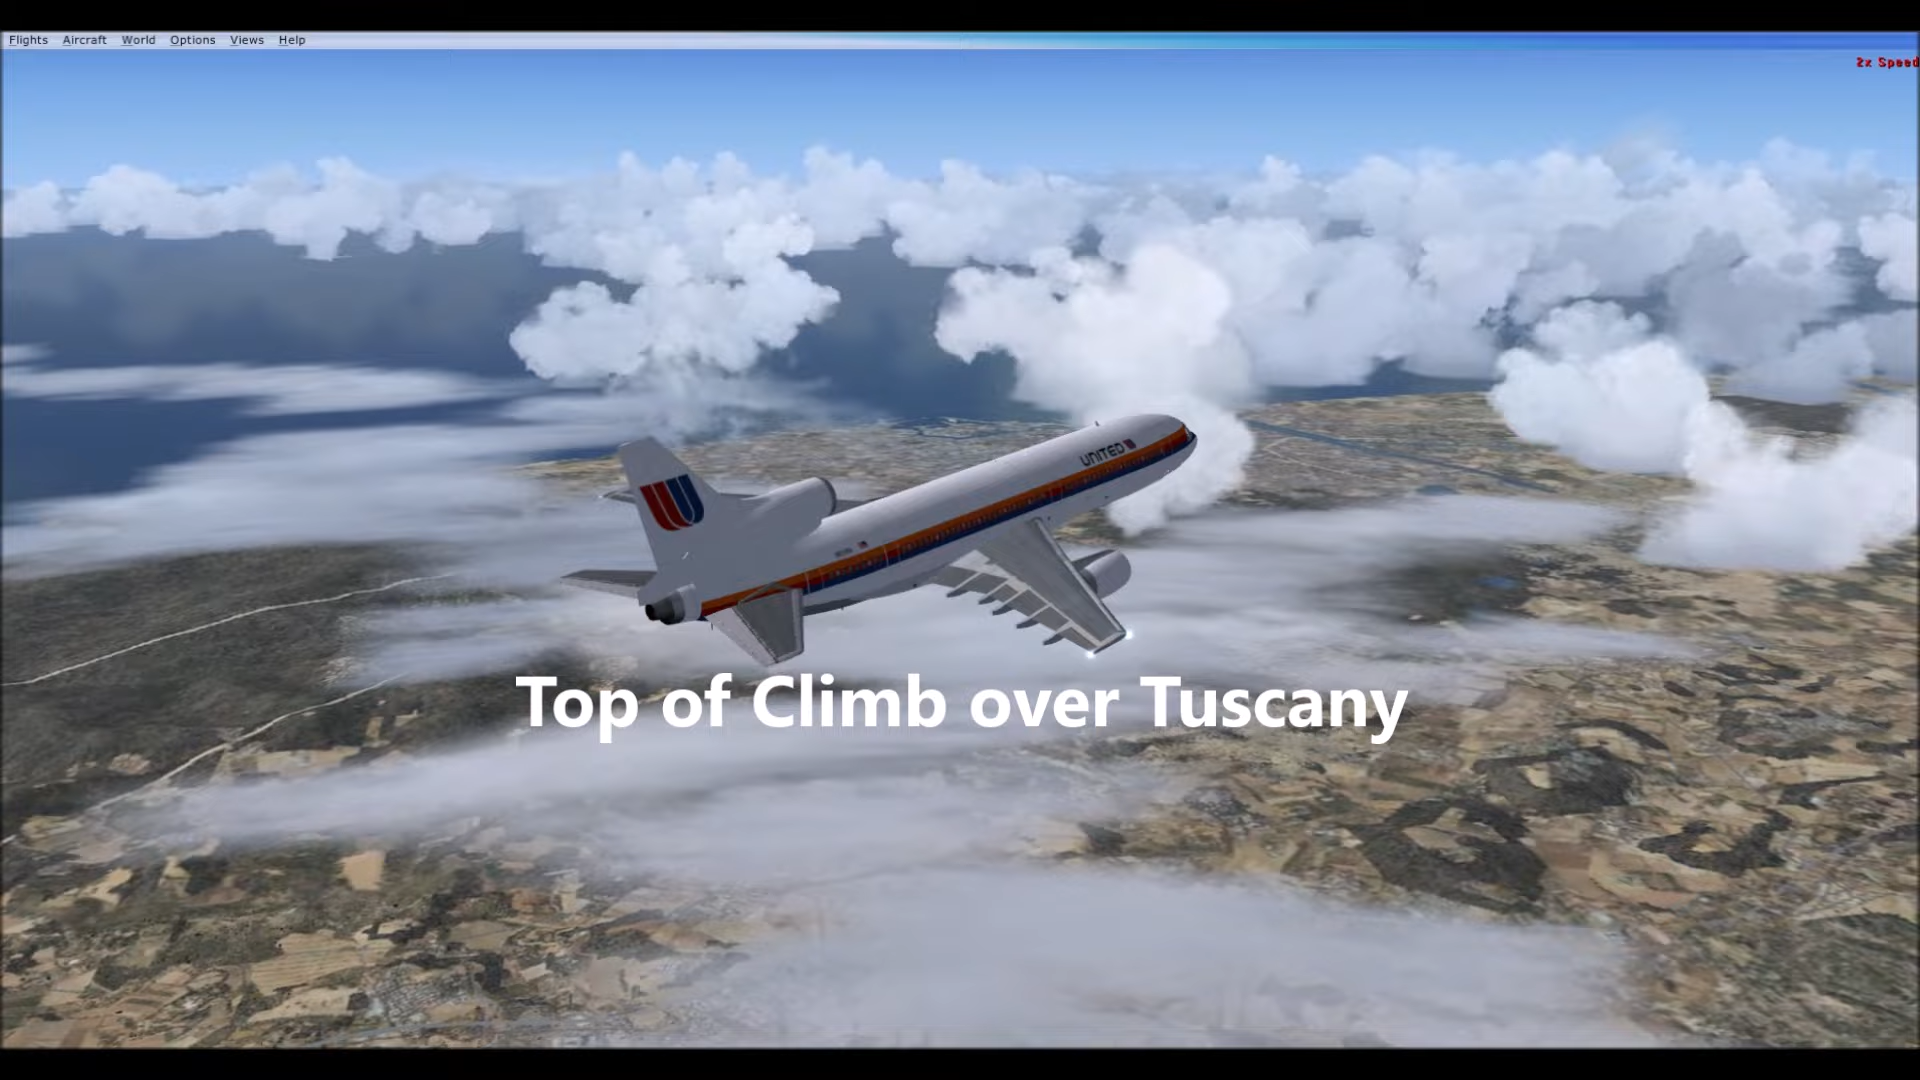 Flights Aircraft World Options Views Help
2x Speed
UNITED
Top of Climb over Tuscany